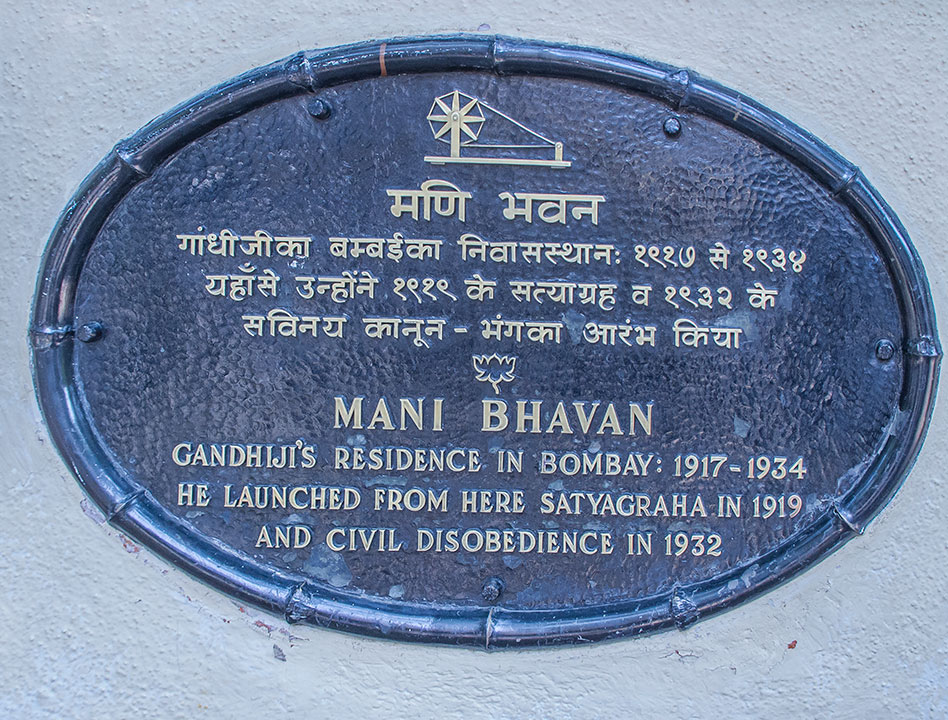 मणि भवन
गांधीजीका बम्बईका निवासस्थान: १९१७ से १९३४
यहाँसे उन्होंने १९१९ के सत्याग्रह व १९३२ के
सविनय कानून - भंगका आरंभ किया
MANI BHAVAN
GANDHIJI'S RESIDENCE IN BOMBAY: 1917-1934
HE LAUNCHED FROM HERE SATYAGRAHA IN 1919
AND CIVIL DISOBEDIENCE IN 1932